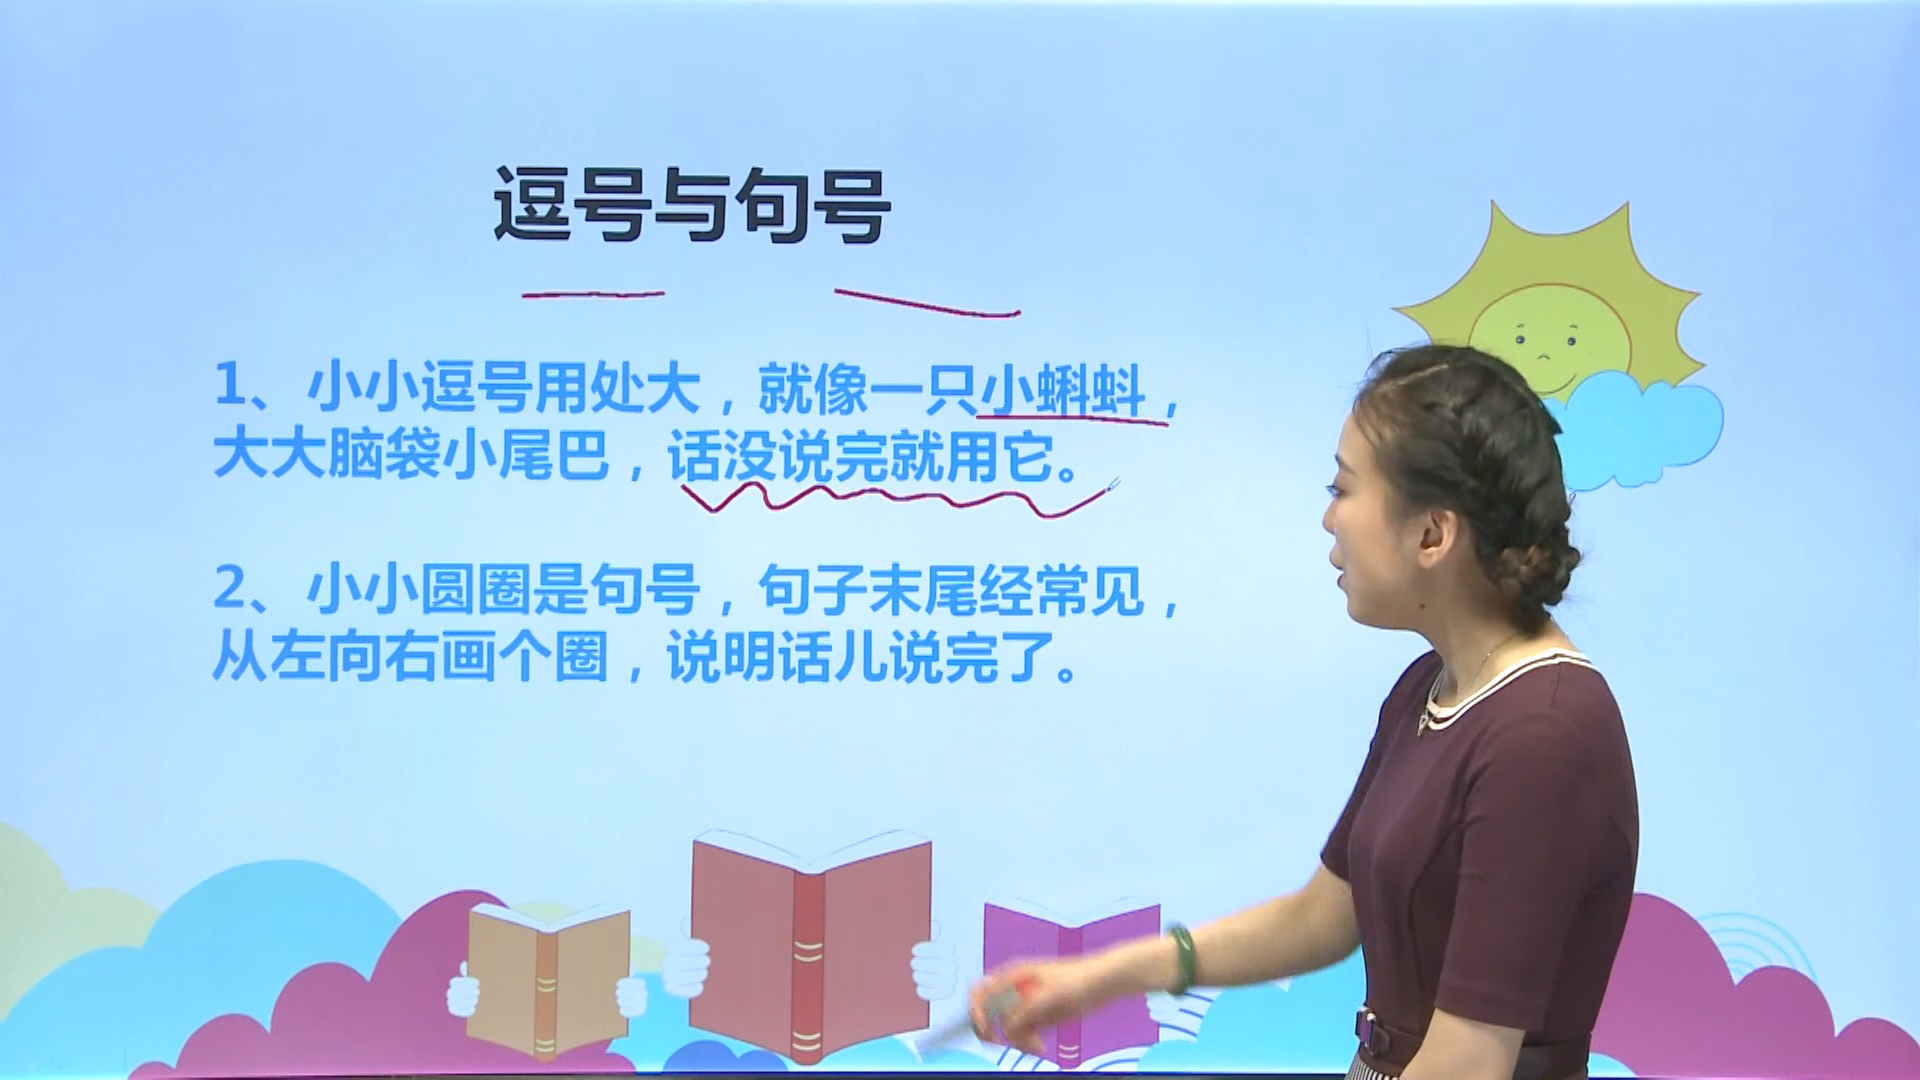 逗号与句号
1、小小逗号用处大，就像一只小蝌蚪，
大大脑袋小尾巴，话没说完就用它。
2、小小圆圈是句号，句子末尾经常见，
从左向右画个圈，说明话儿说完了。